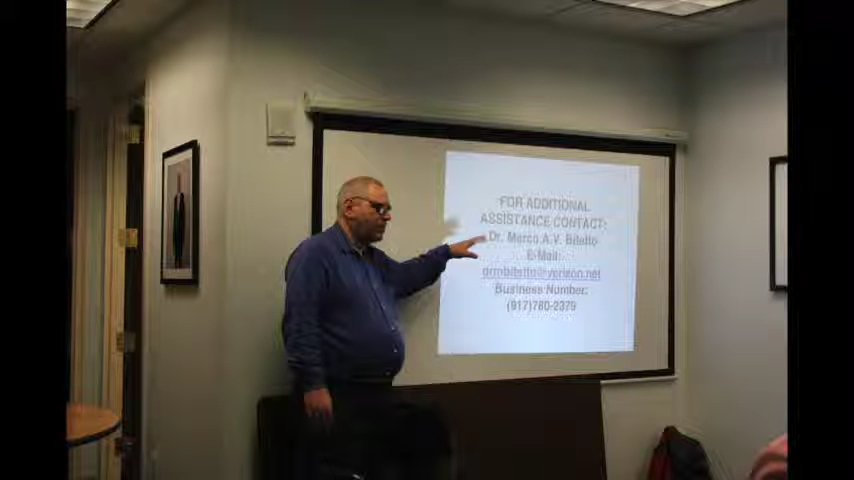 FOR ADDITIONAL
ASSISTANCE CONTACT:
Dr. Marco A.V. Bitetto
E-Mail:
drmbitetto@verizon.net
Business Number:
(917)780-2379